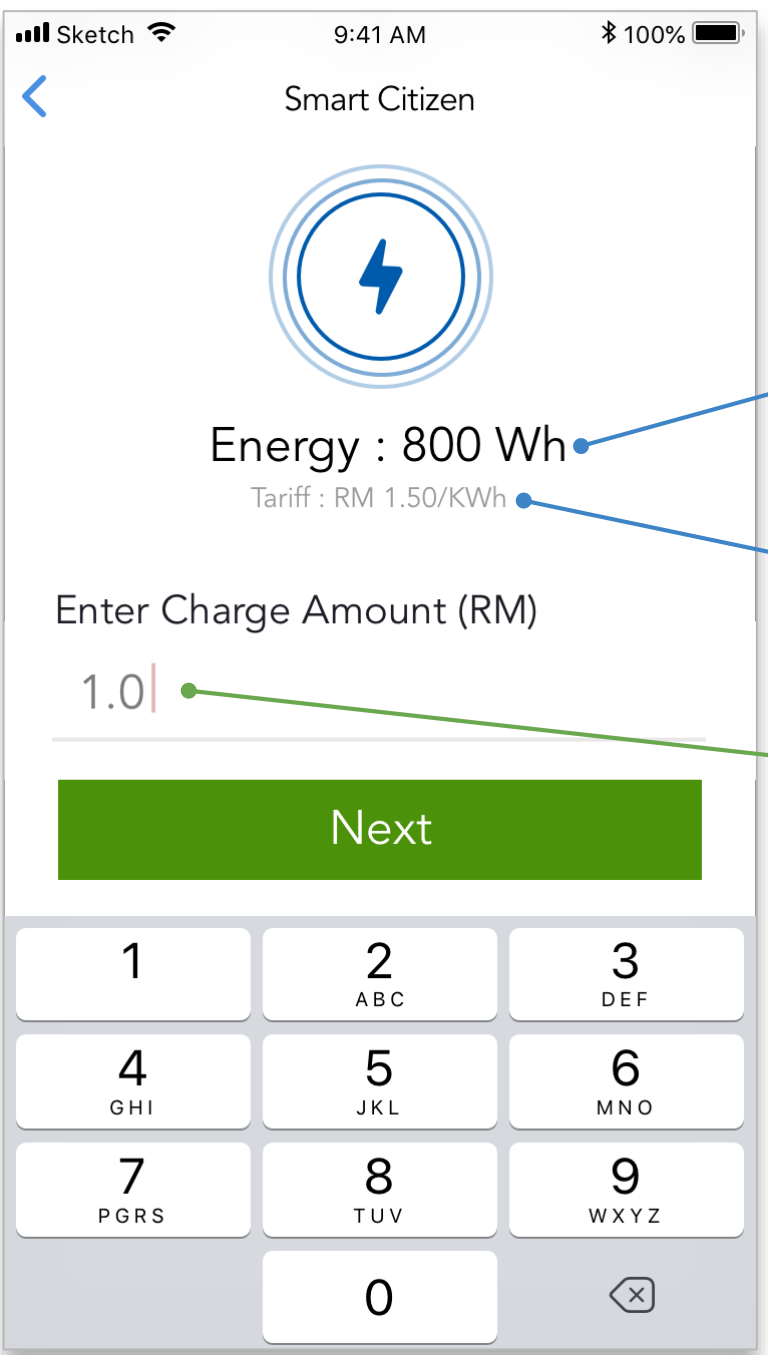 Sketch 9:41 AM 100%
Smart Citizen
Energy : 800 Wh
Tariff : RM 1.50/KWh
Enter Charge Amount (RM)
1.0
Next
1 2 3
ABC DEF
4 5 6
GHI JKL MNO
7 8 9
PGRS TUV WXYZ
0